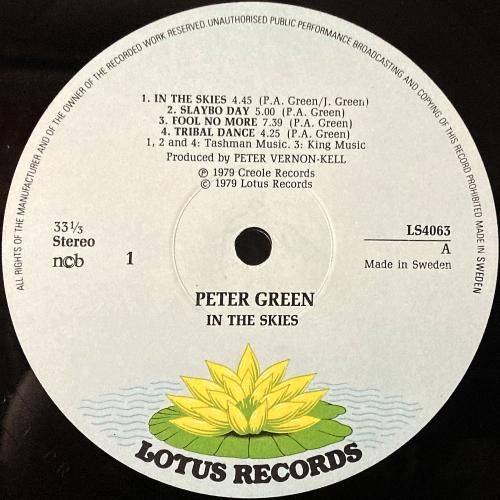 ALL RIGHTS OF THE MANUFACTURER AND OF THE OWNER OF THE RECORDED WORK RESERVED. UNAUTHORISED PUBLIC PERFORMANCE BROADCASTING AND COPYING OF THIS RECORD PROHIBITED MADE IN SWEDEN
1. IN THE SKIES 4.45 (P.A. Green/J. Green)
2. SLAYBO DAY 5.00 (P.A. Green)
3. FOOL NO MORE 7.39 (P.A. Green)
4. TRIBAL DANCE 4.25 (P.A. Green)
1, 2 and 4: Tashman Music. 3: King Music
Produced by PETER VERNON-KELL
℗ 1979 Creole Records
© 1979 Lotus Records
33⅓
Stereo
ncb 1
LS4063
A
Made in Sweden
PETER GREEN
IN THE SKIES
LOTUS RECORDS